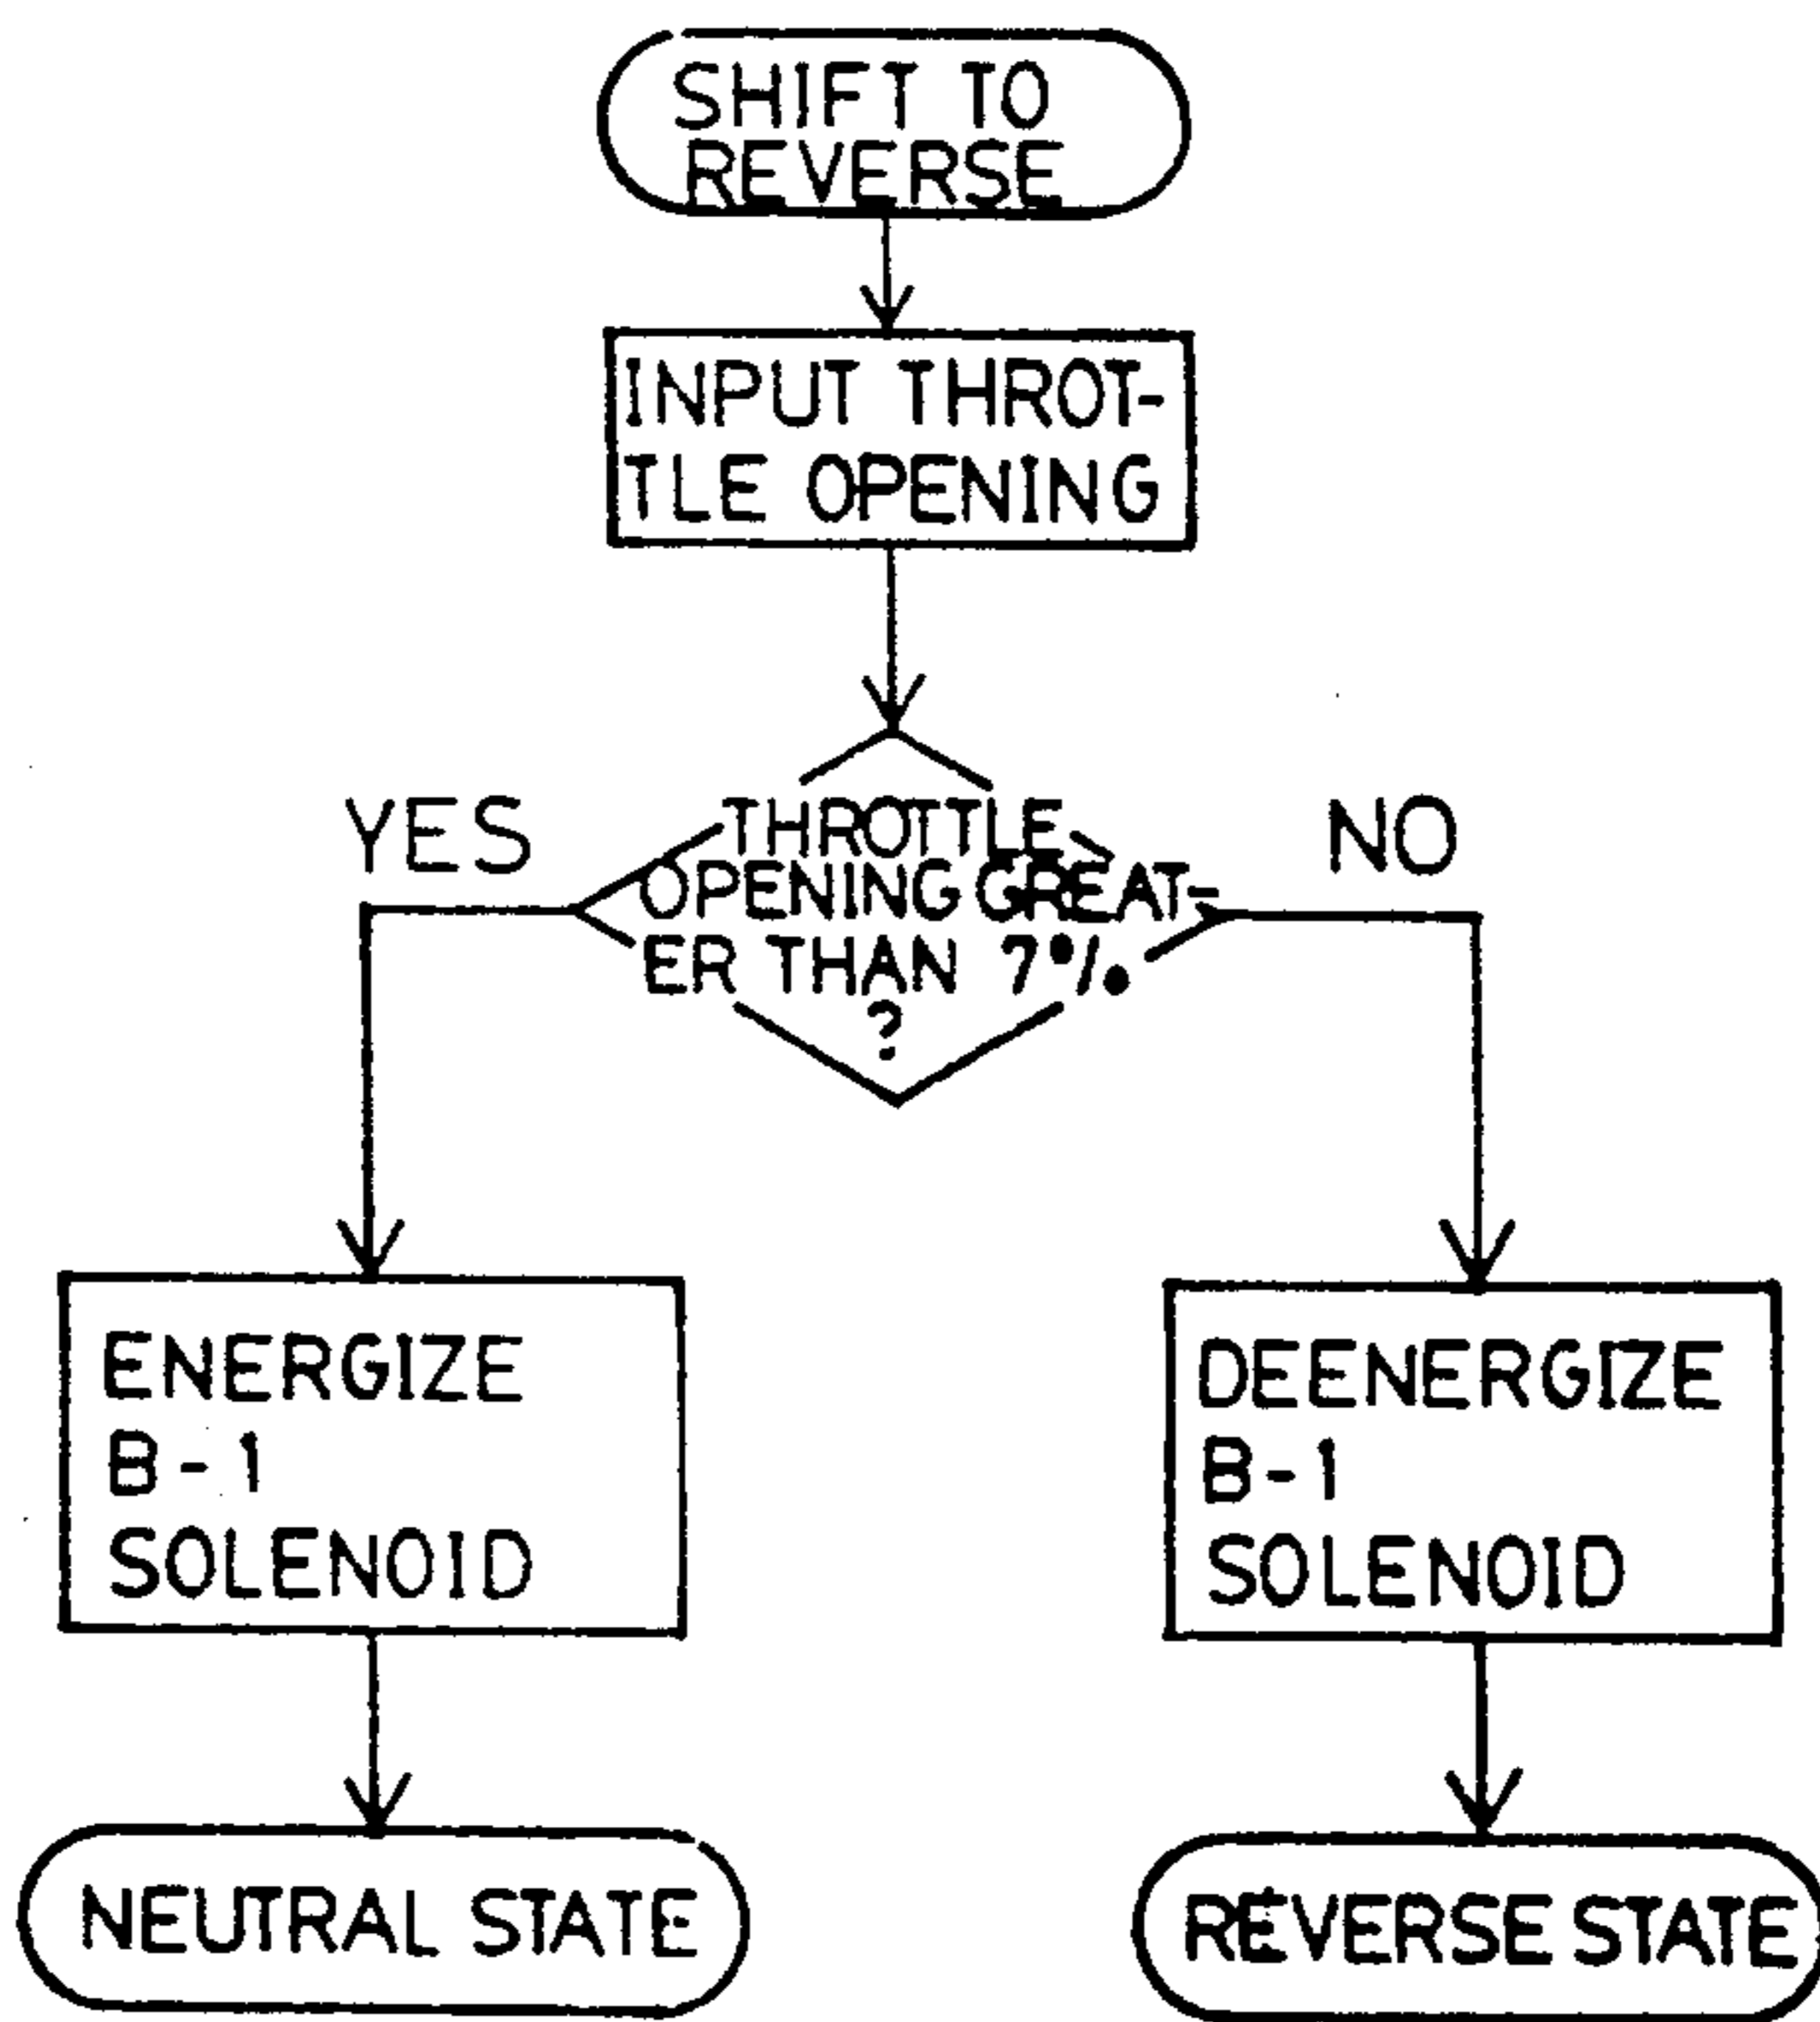 SHIFT TO
REVERSE
INPUT THROT-
TLE OPENING
YES
THROTTLE
OPENING GREAT-
ER THAN 7%
?
NO
ENERGIZE
B-1
SOLENOID
DEENERGIZE
B-1
SOLENOID
NEUTRAL STATE
REVERSE STATE